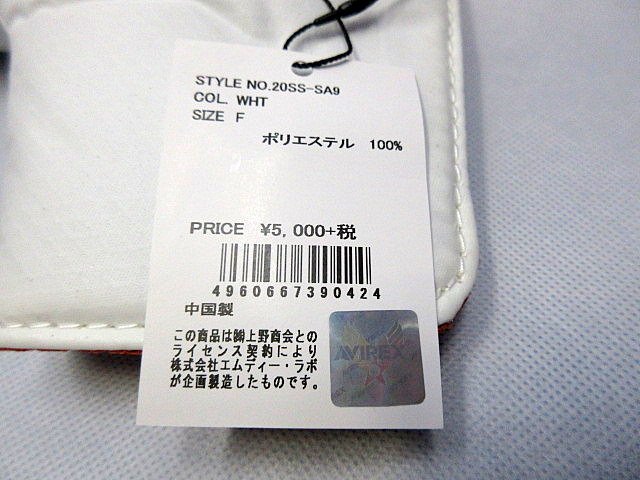 STYLE NO.20SS-SA9
COL. WHT
SIZE F
ポリエステル 100%
PRICE ¥5,000+税
4960667390424
中国製
この商品は㈱上野商会との
ライセンス契約により
株式会社エムディー・ラボ
が企画製造したものです。
AVIREX